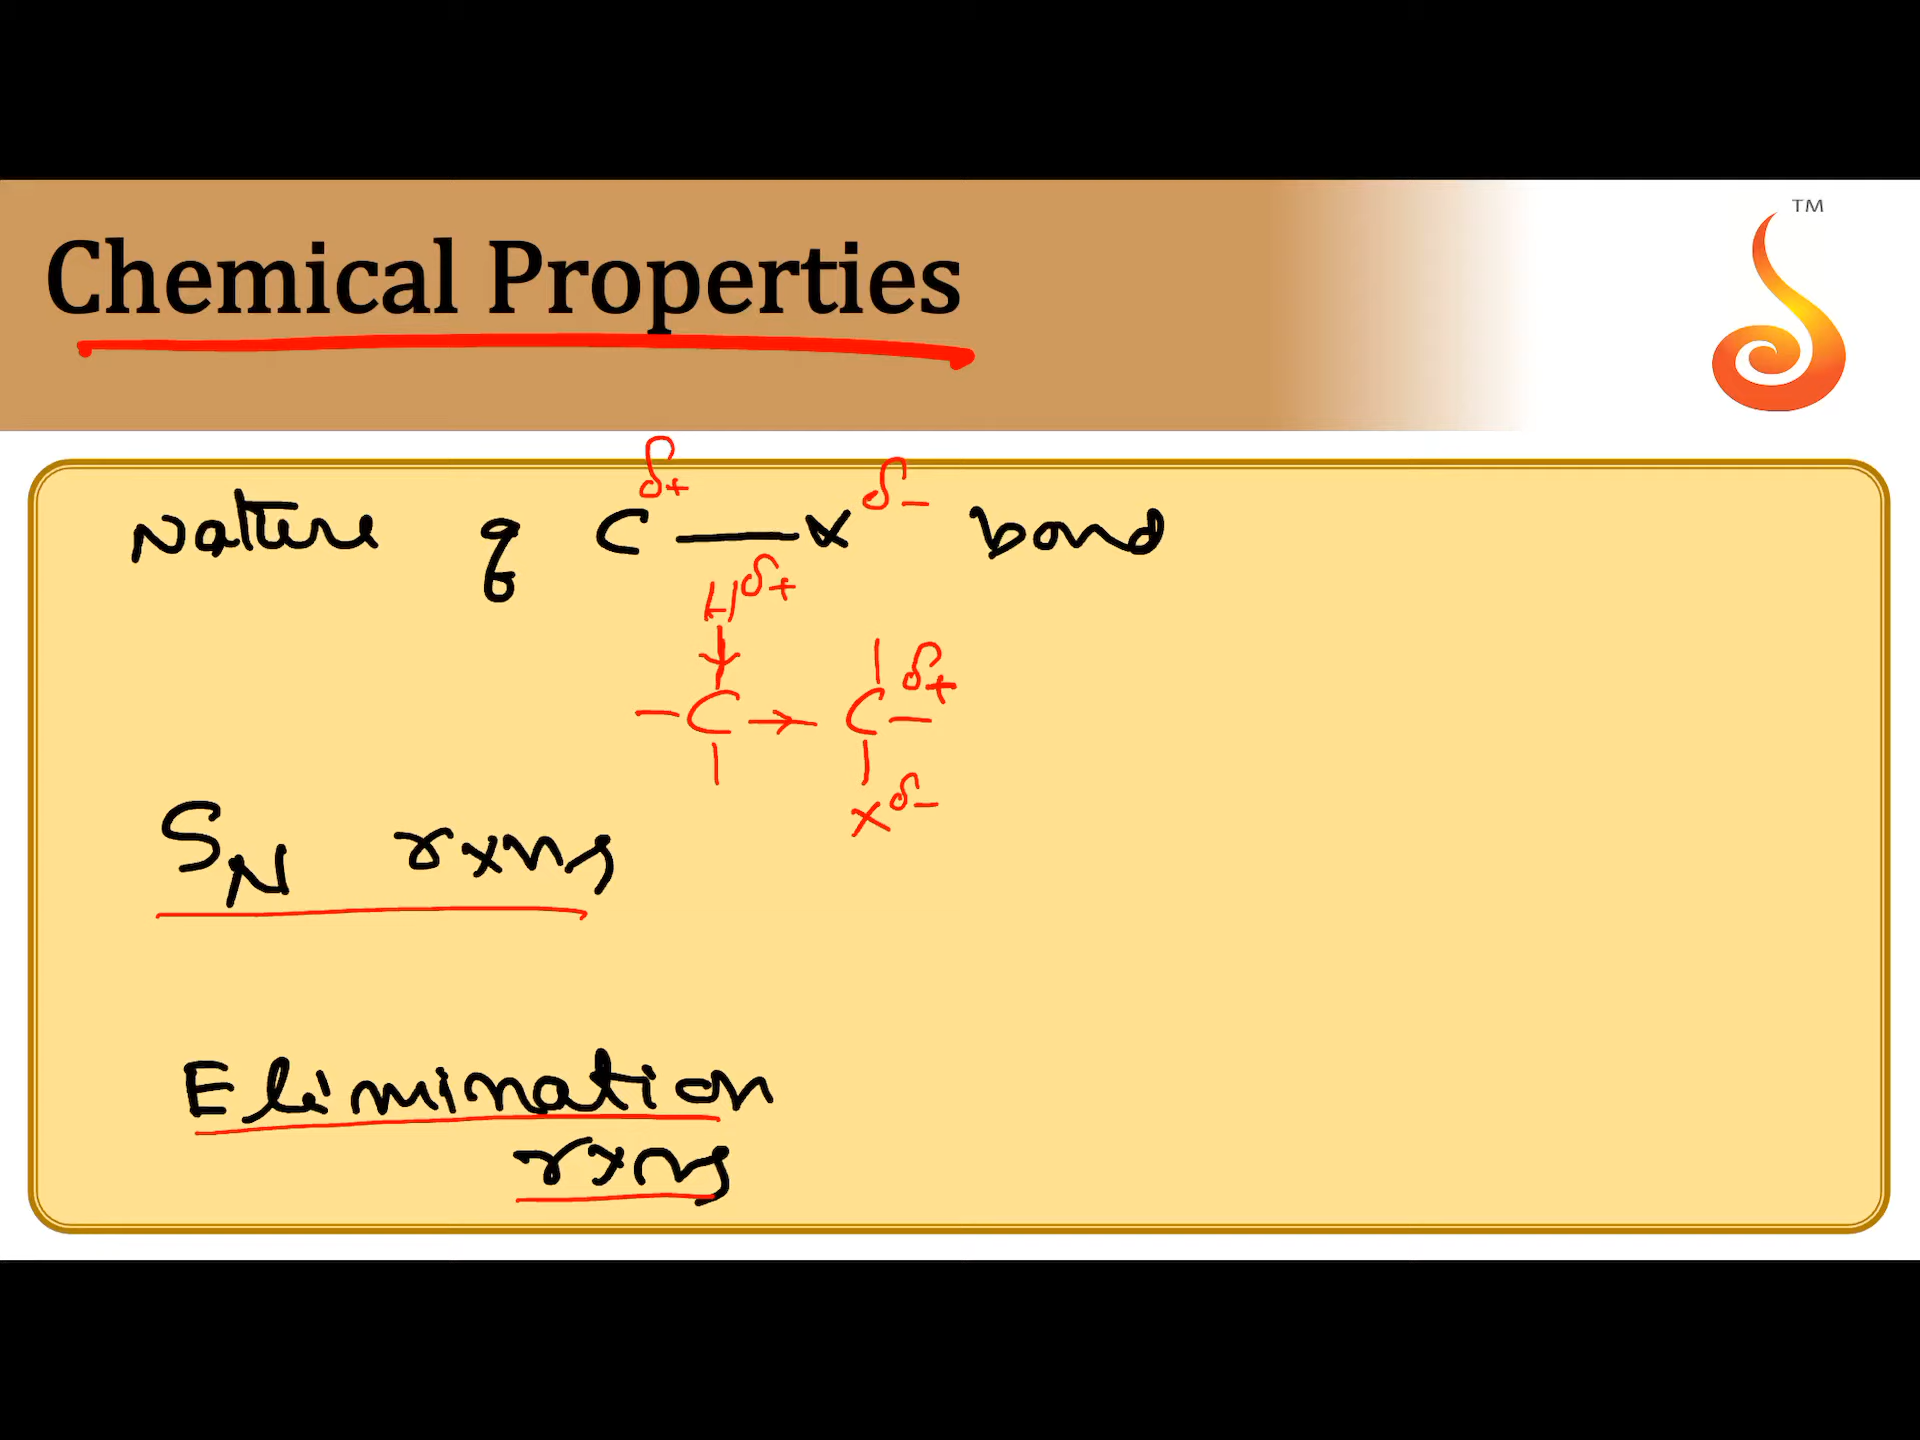 TM
Chemical Properties
δ+ δ-
Nature of C — X bond
H δ+
- C → C - δ+
X δ-
SN rxns
Elimination
rxns